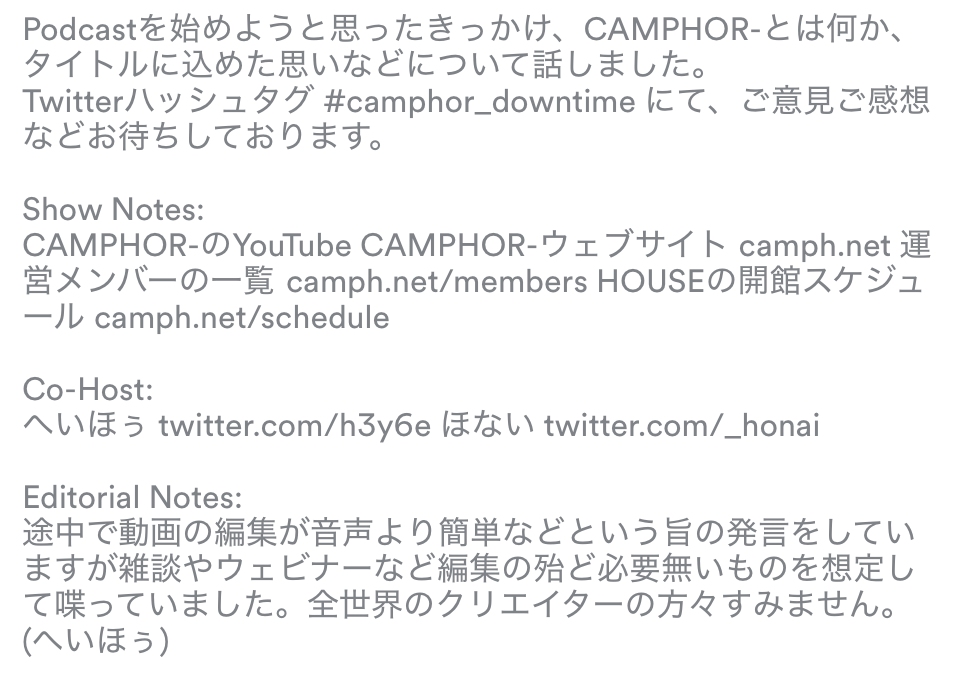 Podcastを始めようと思ったきっかけ、CAMPHOR-とは何か、
タイトルに込めた思いなどについて話しました。
Twitterハッシュタグ #camphor_downtime にて、ご意見ご感想
などお待ちしております。
Show Notes:
CAMPHOR-のYouTube CAMPHOR-ウェブサイト camph.net 運
営メンバーの一覧 camph.net/members HOUSEの開館スケジュ
ール camph.net/schedule
Co-Host:
へいほぅ twitter.com/h3y6e ほない twitter.com/_honai
Editorial Notes:
途中で動画の編集が音声より簡単などという旨の発言をしてい
ますが雑談やウェビナーなど編集の殆ど必要無いものを想定し
て喋っていました。全世界のクリエイターの方々すみません。
(へいほぅ)